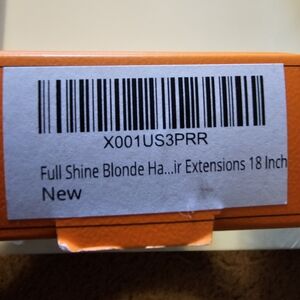 X001US3PRR
Full Shine Blonde Ha...ir Extensions 18 Inch
New